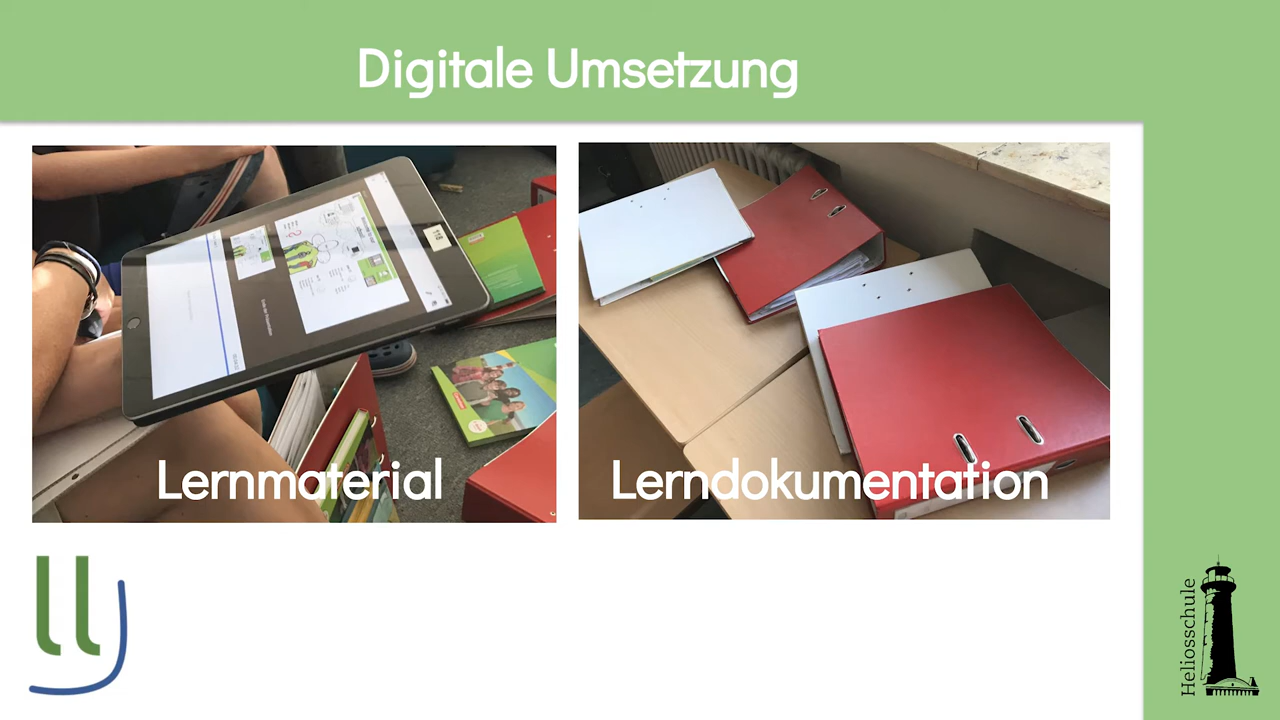 Digitale Umsetzung
Lernmaterial
Lerndokumentation
Heliosschule